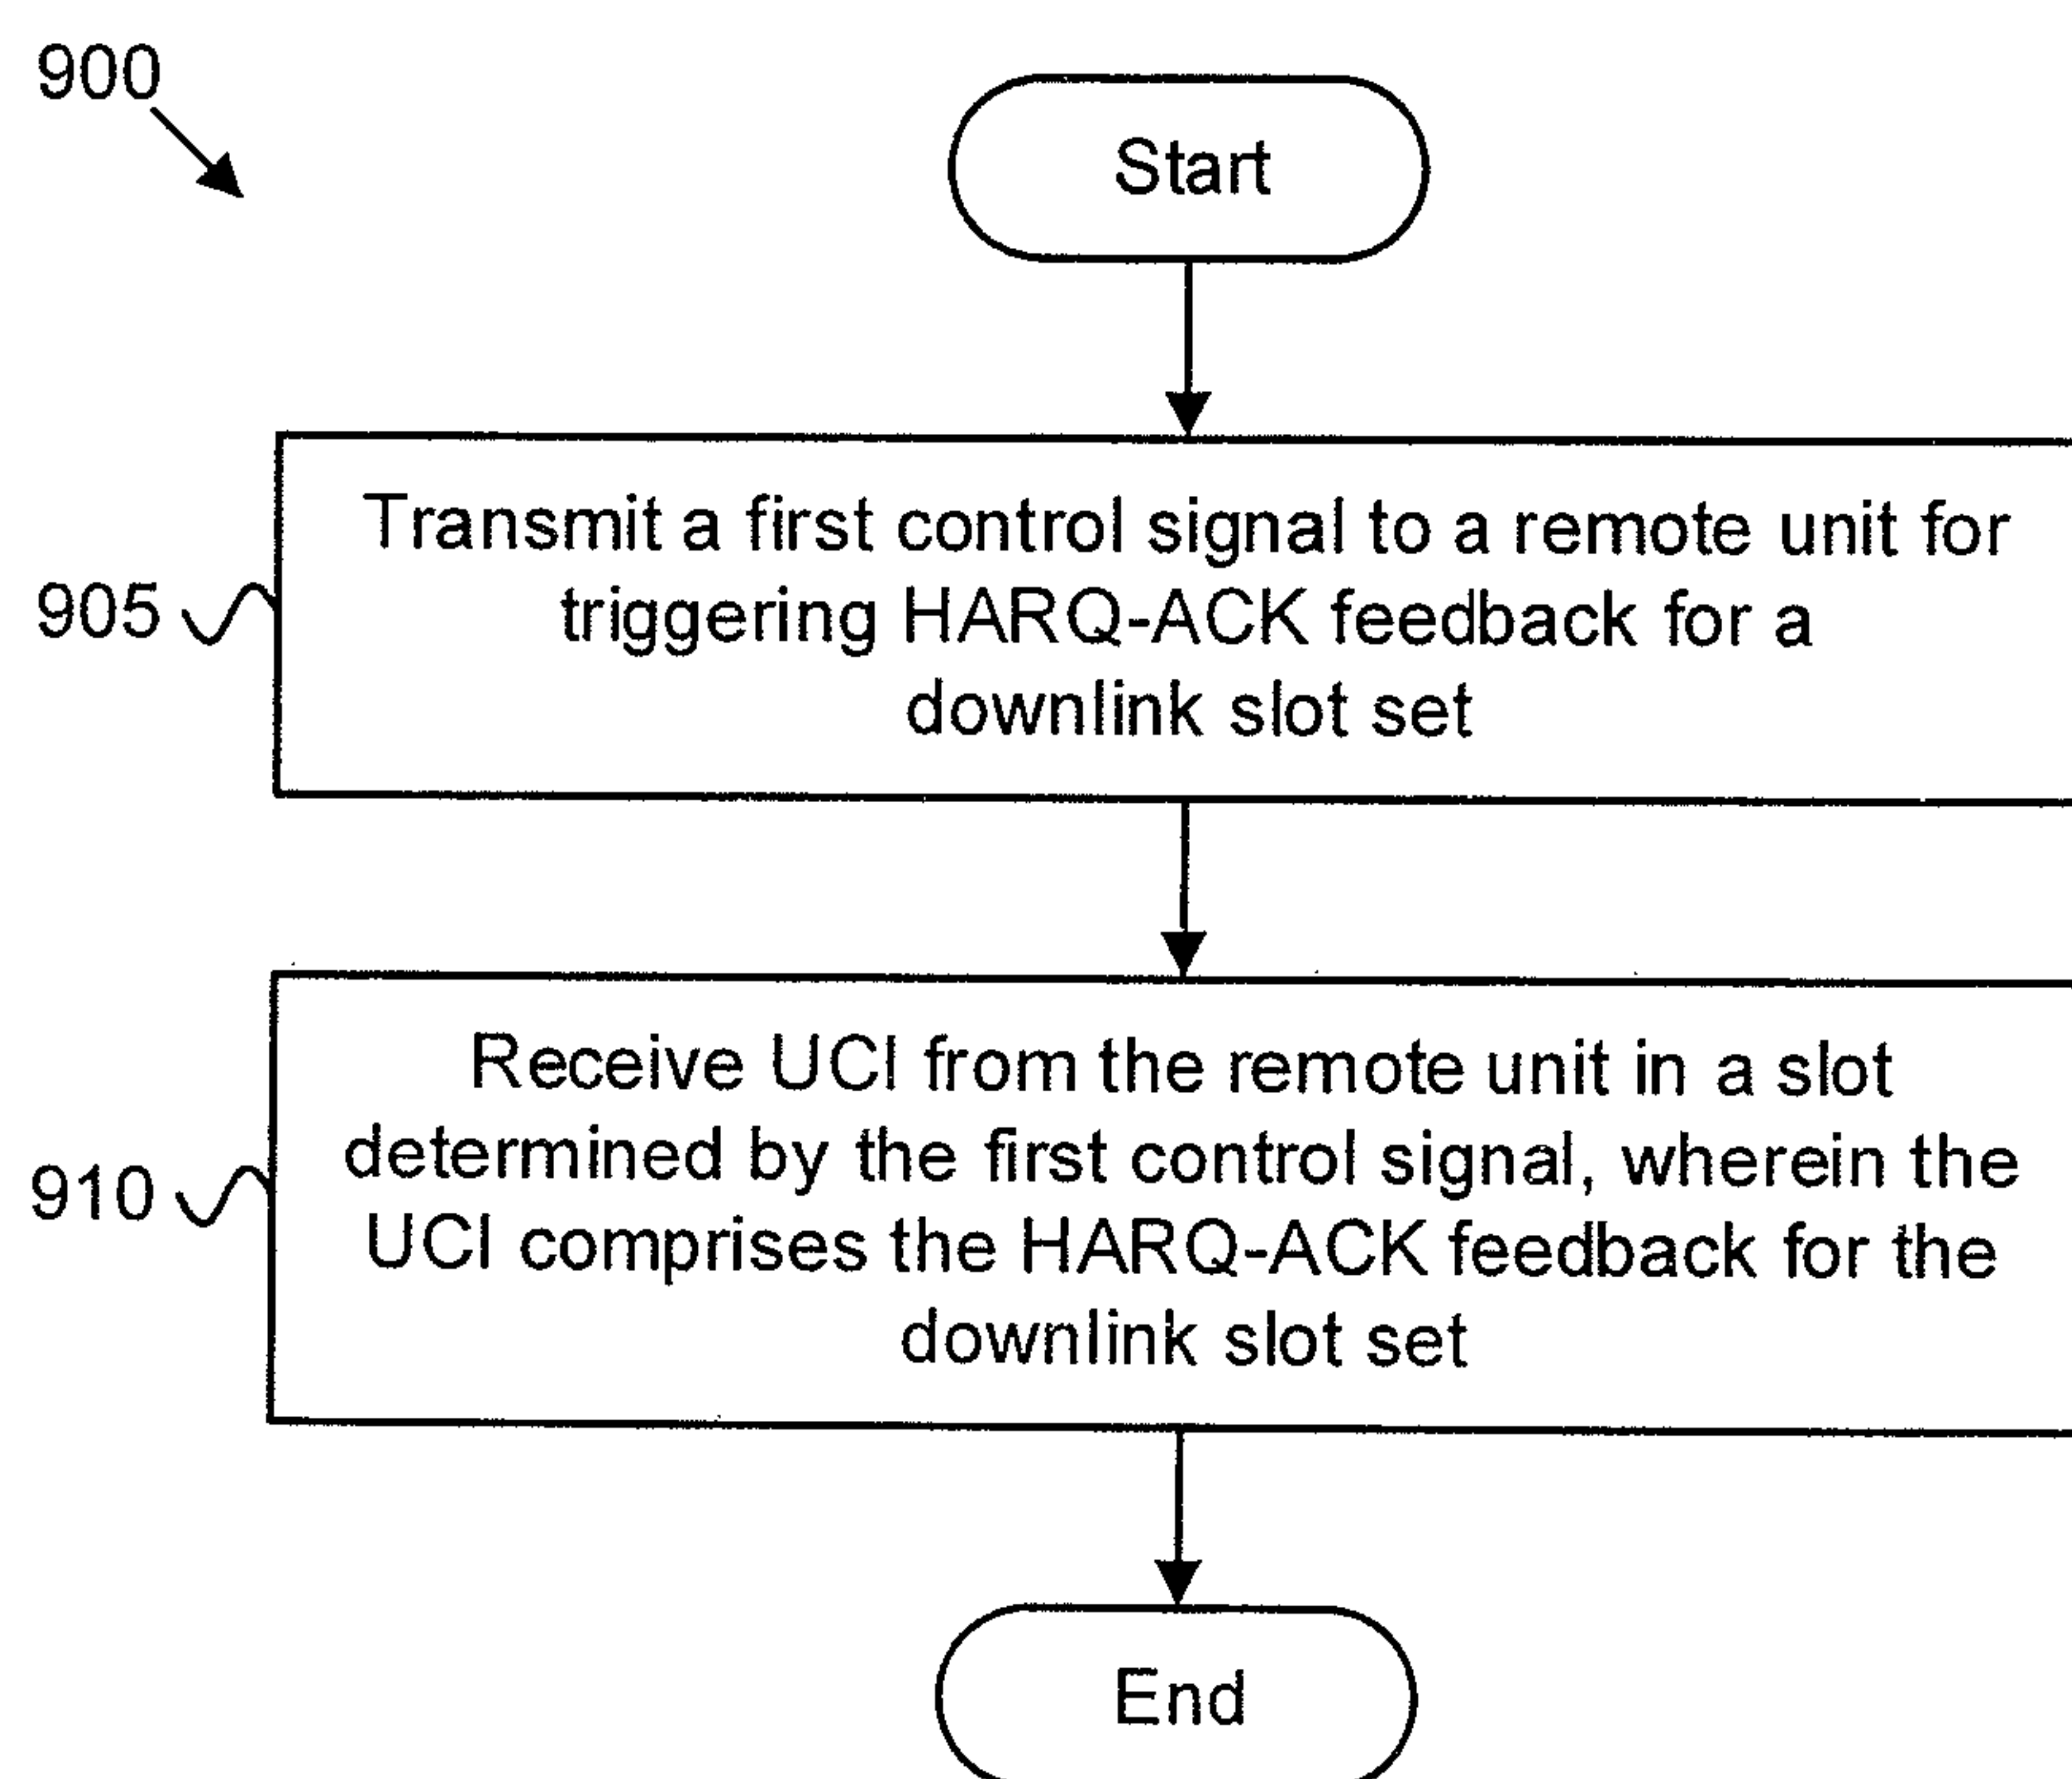 900
Start
905
Transmit a first control signal to a remote unit for
triggering HARQ-ACK feedback for a
downlink slot set
910
Receive UCI from the remote unit in a slot
determined by the first control signal, wherein the
UCI comprises the HARQ-ACK feedback for the
downlink slot set
End